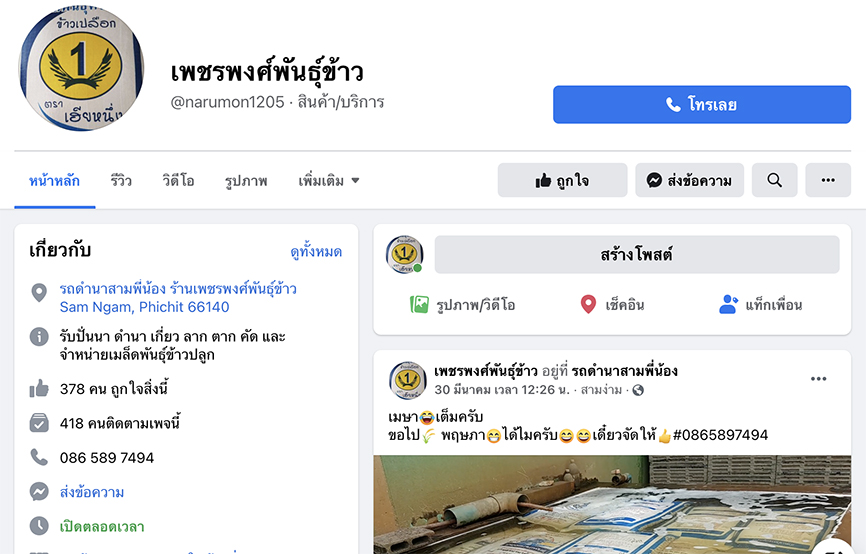 ข้าวเปลือก
1
ตรา
เฮียหนึ่ง
เพชรพงศ์พันธุ์ข้าว
@narumon1205 · สินค้า/บริการ
โทรเลย
หน้าหลัก รีวิว วิดีโอ รูปภาพ เพิ่มเติม
ถูกใจ ส่งข้อความ
เกี่ยวกับ ดูทั้งหมด
รถดำนาสามพี่น้อง ร้านเพชรพงศ์พันธุ์ข้าว
Sam Ngam, Phichit 66140
รับปั่นนา ดำนา เกี่ยว ลาก ตาก คัด และ
จำหน่ายเมล็ดพันธุ์ข้าวปลูก
378 คน ถูกใจสิ่งนี้
418 คนติดตามเพจนี้
086 589 7494
ส่งข้อความ
เปิดตลอดเวลา
สร้างโพสต์
รูปภาพ/วิดีโอ เช็คอิน แท็กเพื่อน
เพชรพงศ์พันธุ์ข้าว อยู่ที่ รถดำนาสามพี่น้อง
30 มีนาคม เวลา 12:26 น. · สามง่าม ·
เมษา😂เต็มครับ
ขอไป🌾 พฤษภา😁ได้ไมครับ😄😄เดี๋ยวจัดให้👍#0865897494